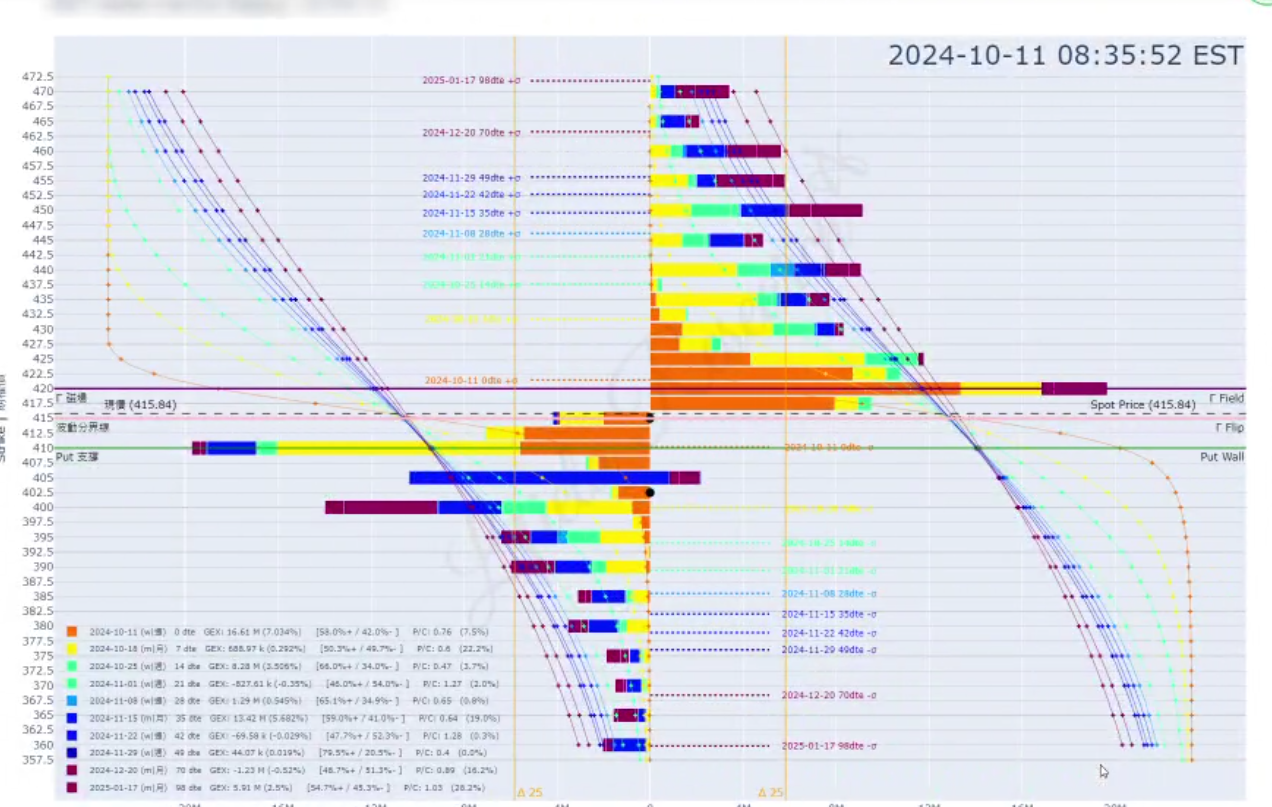 2024-10-11 08:35:52 EST
472.5
470
467.5
465
462.5
460
457.5
455
452.5
450
447.5
445
442.5
440
437.5
435
432.5
430
427.5
425
422.5
420
417.5
415
412.5
410
407.5
405
402.5
400
397.5
395
392.5
390
387.5
385
382.5
380
377.5
375
372.5
370
367.5
365
362.5
360
357.5
2025-01-17 98dte +σ
2024-12-20 70dte +σ
2024-11-29 49dte +σ
2024-11-22 42dte +σ
2024-11-15 35dte +σ
2024-11-08 28dte +σ
2024-11-01 21dte +σ
2024-10-25 14dte +σ
2024-10-11 0dte +σ
Γ 磁場
Γ Field
現價 (415.84)
Spot Price (415.84)
波動分界線
Γ Flip
Put 支撐
Put Wall
2024-10-11 0dte -σ
2024-10-25 14dte -σ
2024-11-01 21dte -σ
2024-11-08 28dte -σ
2024-11-15 35dte -σ
2024-11-22 42dte -σ
2024-11-29 49dte -σ
2024-12-20 70dte -σ
2025-01-17 98dte -σ
2024-10-11 (w|週) 0 dte GEX: 16.61 M (7.034%) [58.0%+ / 42.0%- ] P/C: 0.76 (7.5%)
2024-10-18 (m|月) 7 dte GEX: 688.97 k (0.292%) [50.3%+ / 49.7%- ] P/C: 0.6 (22.2%)
2024-10-25 (w|週) 14 dte GEX: 8.28 M (3.506%) [66.0%+ / 34.0%- ] P/C: 0.47 (3.7%)
2024-11-01 (w|週) 21 dte GEX: -827.61 k (-0.35%) [46.0%+ / 54.0%- ] P/C: 1.27 (2.0%)
2024-11-08 (w|週) 28 dte GEX: 1.29 M (0.545%) [65.1%+ / 34.9%- ] P/C: 0.65 (0.8%)
2024-11-15 (m|月) 35 dte GEX: 13.42 M (5.682%) [59.0%+ / 41.0%- ] P/C: 0.64 (19.0%)
2024-11-22 (w|週) 42 dte GEX: -69.58 k (-0.029%) [47.7%+ / 52.3%- ] P/C: 1.28 (0.3%)
2024-11-29 (w|週) 49 dte GEX: 44.07 k (0.019%) [79.5%+ / 20.5%- ] P/C: 0.4 (0.0%)
2024-12-20 (m|月) 70 dte GEX: -1.23 M (-0.52%) [48.7%+ / 51.3%- ] P/C: 0.89 (16.2%)
2025-01-17 (m|月) 98 dte GEX: 5.91 M (2.5%) [54.7%+ / 45.3%- ] P/C: 1.03 (28.2%)
Δ 25
Δ 25